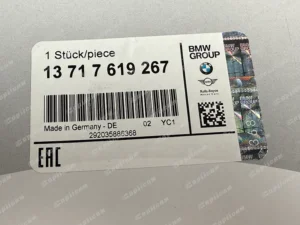 1 Stück/piece
BMW
GROUP
13 71 7 619 267
Made in Germany - DE 02 YC1
292035886368
EAC